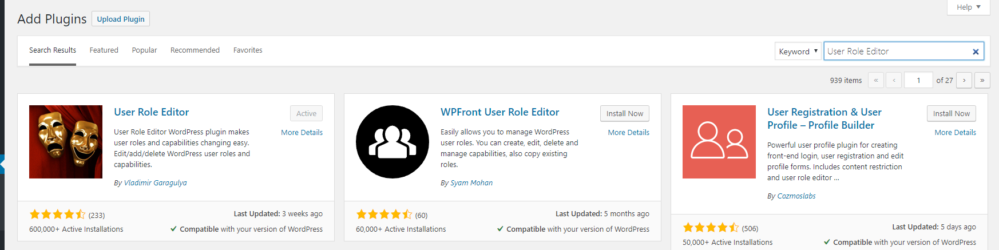 Help ▼
Add Plugins Upload Plugin
Search Results Featured Popular Recommended Favorites
Keyword ▼ User Role Editor ×
939 items « ‹ 1 of 27 › »
User Role Editor
Active
More Details
User Role Editor WordPress plugin makes
user roles and capabilities changing easy.
Edit/add/delete WordPress user roles and
capabilities.
By Vladimir Garagulya
(233)
Last Updated: 3 weeks ago
600,000+ Active Installations
✔ Compatible with your version of WordPress
WPFront User Role Editor
Install Now
More Details
Easily allows you to manage WordPress
user roles. You can create, edit, delete and
manage capabilities, also copy existing
roles.
By Syam Mohan
(60)
Last Updated: 5 months ago
60,000+ Active Installations
✔ Compatible with your version of WordPress
User Registration & User
Profile – Profile Builder
Install Now
More Details
Powerful user profile plugin for creating
front-end login, user registration and edit
profile forms. Includes content restriction
and user role editor ...
By Cozmoslabs
(506)
Last Updated: 5 days ago
50,000+ Active Installations
✔ Compatible with your version of WordPress